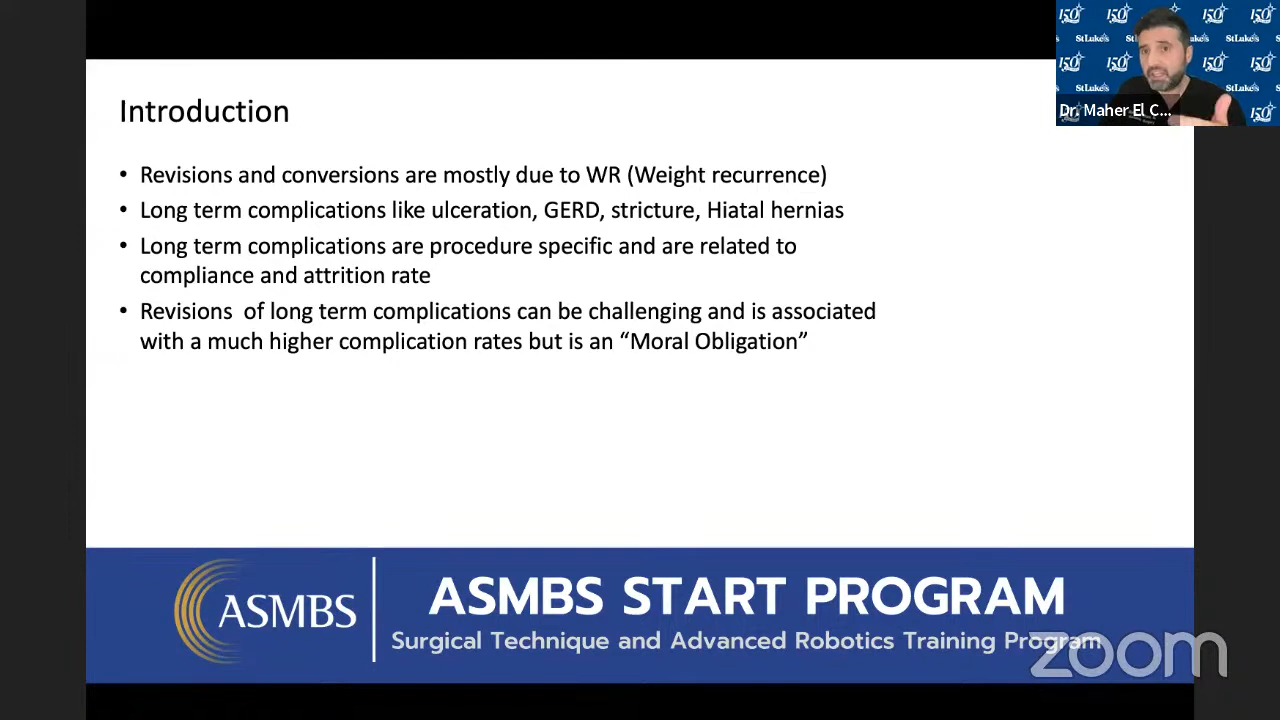 Introduction
• Revisions and conversions are mostly due to WR (Weight recurrence)
• Long term complications like ulceration, GERD, stricture, Hiatal hernias
• Long term complications are procedure specific and are related to
compliance and attrition rate
• Revisions of long term complications can be challenging and is associated
with a much higher complication rates but is an “Moral Obligation”
150
StLuke's
Dr. Maher El C...
ASMBS
ASMBS START PROGRAM
Surgical Technique and Advanced Robotics Training Program
zoom